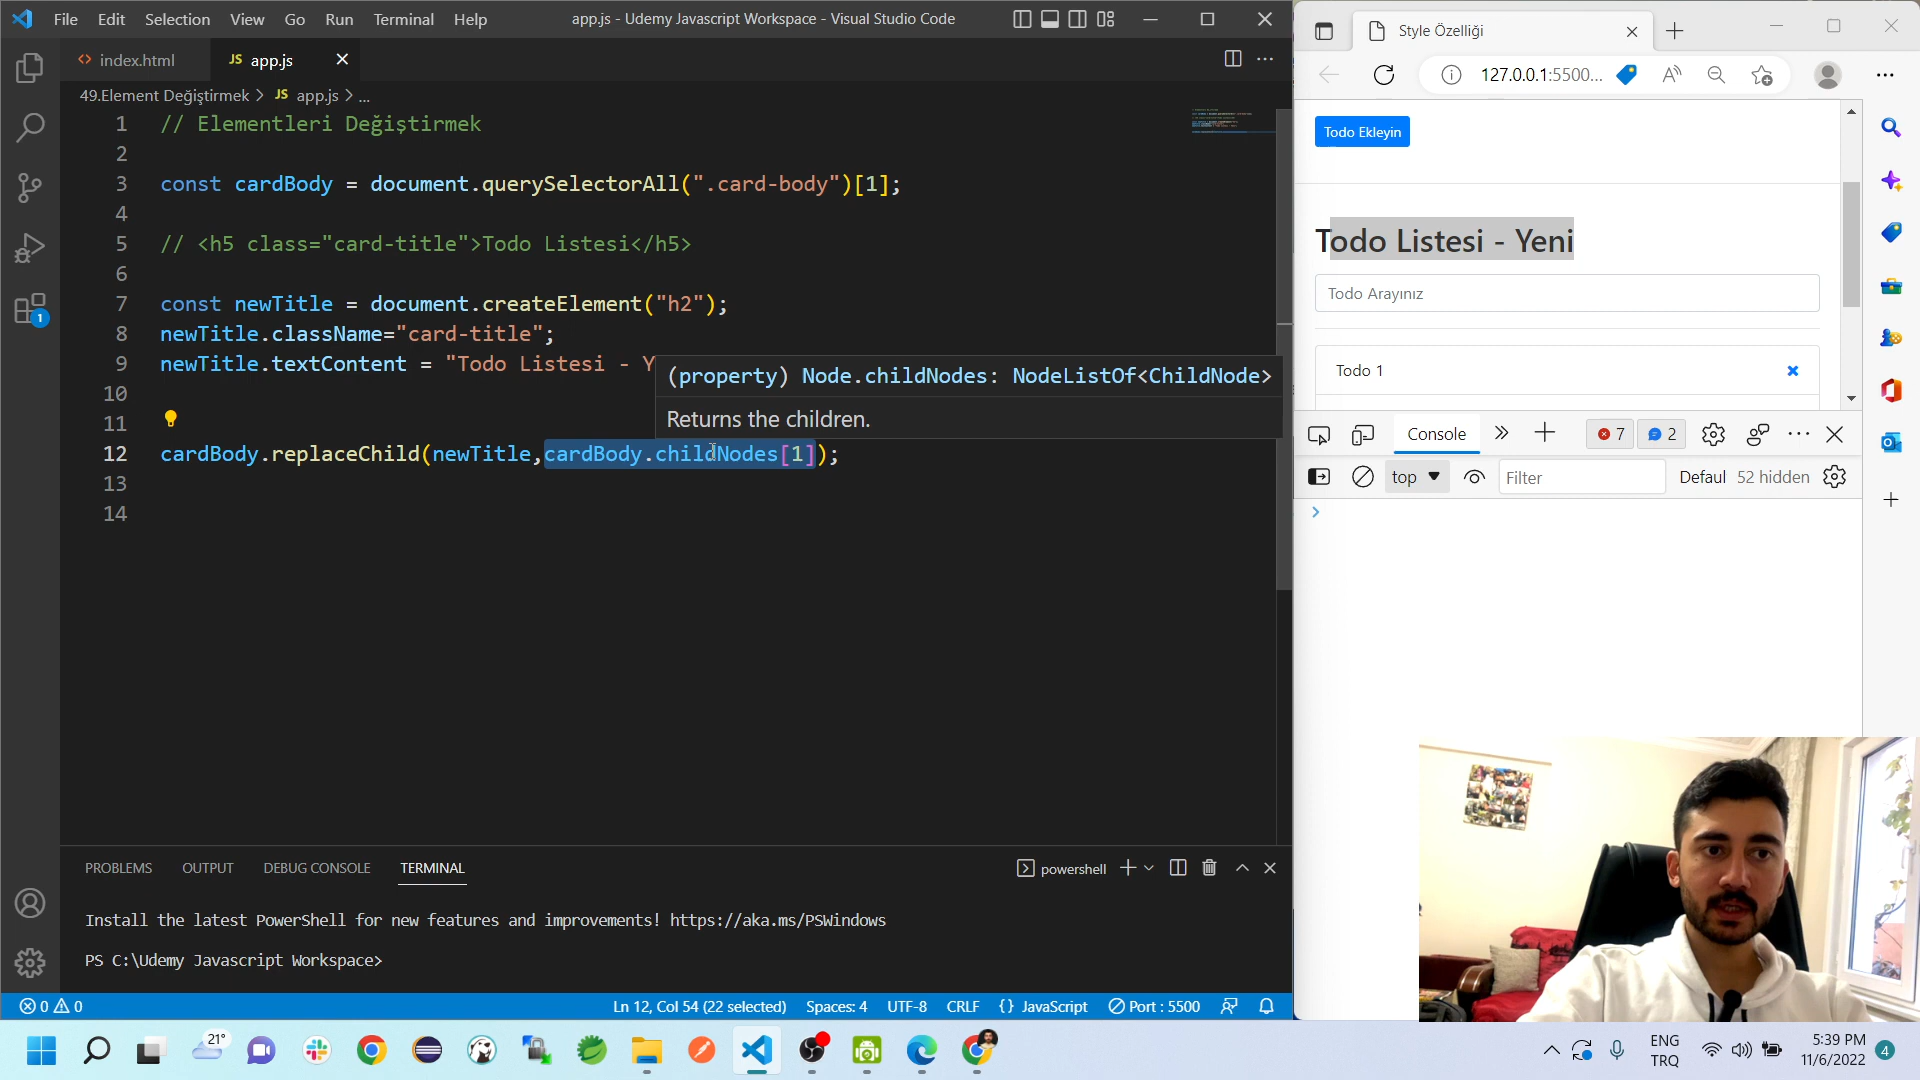 File Edit Selection View Go Run Terminal Help
app.js - Udemy Javascript Workspace - Visual Studio Code
index.html
JS app.js
49.Element Değiştirmek > JS app.js > ...
1 // Elementleri Değiştirmek
2
3 const cardBody = document.querySelectorAll(".card-body")[1];
4
5 // <h5 class="card-title">Todo Listesi</h5>
6
7 const newTitle = document.createElement("h2");
8 newTitle.className="card-title";
9 newTitle.textContent = "Todo Listesi - Y
(property) Node.childNodes: NodeListOf<ChildNode>
Returns the children.
10
11
12 cardBody.replaceChild(newTitle,cardBody.childNodes[1]);
13
14
1
PROBLEMS OUTPUT DEBUG CONSOLE TERMINAL
powershell
Install the latest PowerShell for new features and improvements! https://aka.ms/PSWindows
PS C:\Udemy Javascript Workspace>
0 0
Ln 12, Col 54 (22 selected) Spaces: 4 UTF-8 CRLF {} JavaScript Port : 5500
Style Özelliği
127.0.0.1:5500...
Todo Ekleyin
Todo Listesi - Yeni
Todo Arayınız
Todo 1
Console
7
2
top
Filter
Defaul
52 hidden
21°
ENG
TRQ
5:39 PM
11/6/2022
4